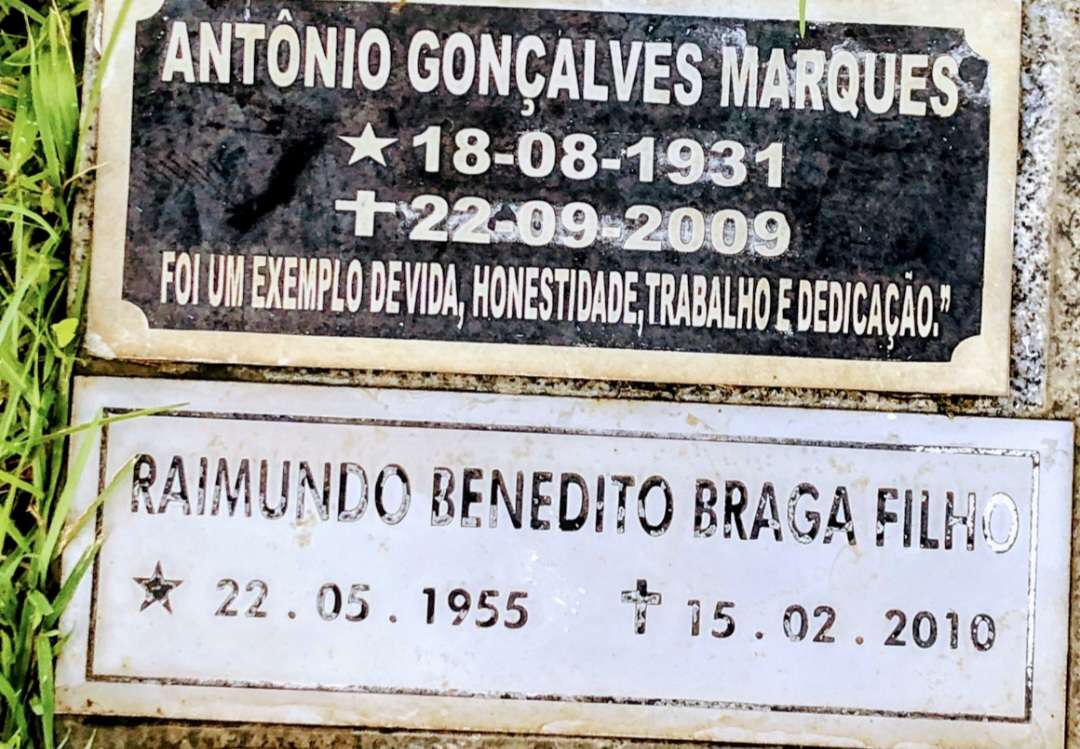 ANTÔNIO GONÇALVES MARQUES
★ 18-08-1931
✝ 22-09-2009
FOI UM EXEMPLO DE VIDA, HONESTIDADE, TRABALHO E DEDICAÇÃO."
RAIMUNDO BENEDITO BRAGA FILHO
★ 22.05.1955 ✝ 15.02.2010